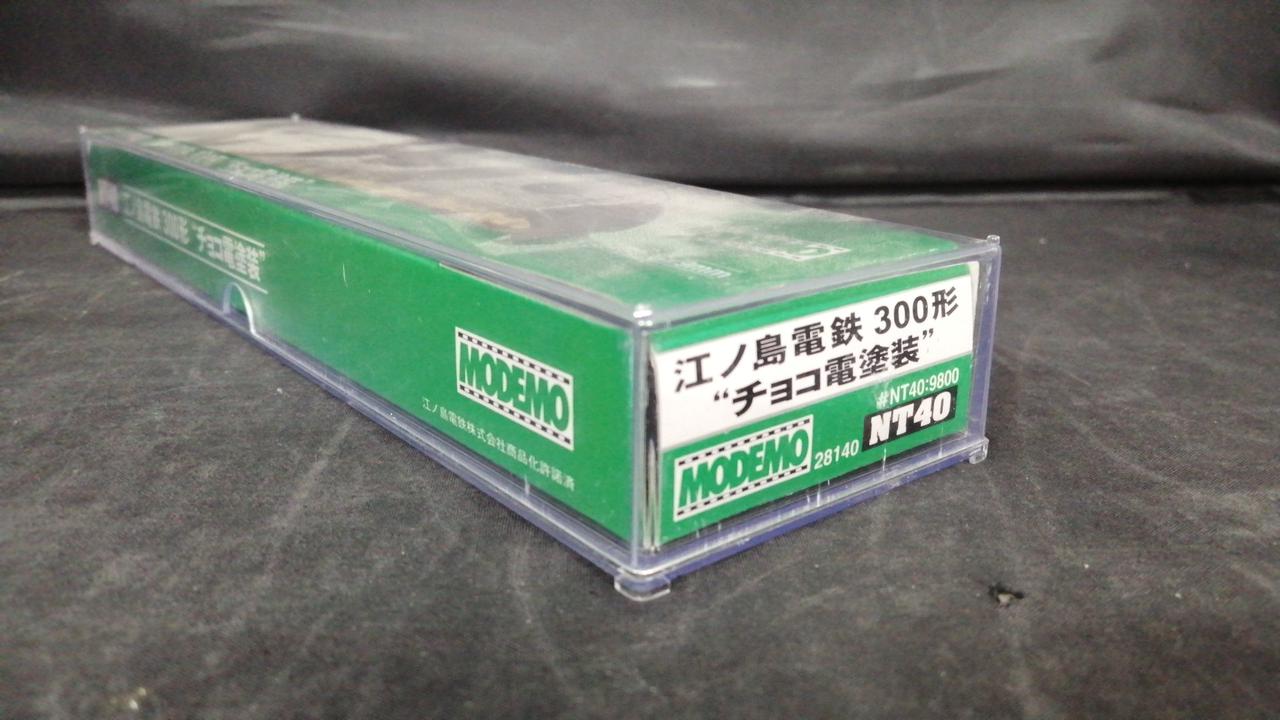 江ノ島電鉄 300形 “チョコ電塗装”
MODEMO
江ノ島電鉄株式会社商品化許諾済
江ノ島電鉄 300形
“チョコ電塗装”
#NT40:9800
MODEMO
28140
NT40